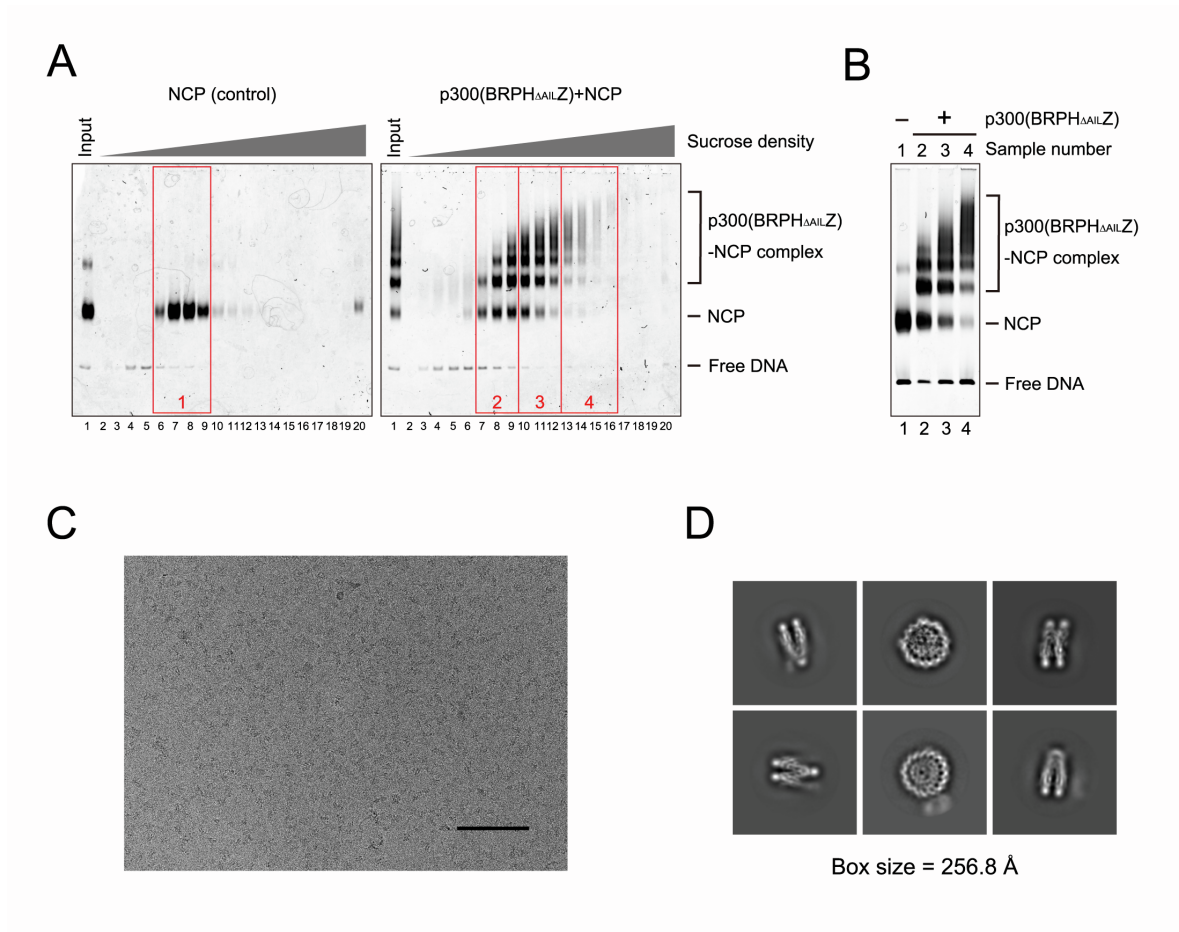 A
B
NCP (control)
p300(BRPHΔAILZ)+NCP
Input
Input
Sucrose density
− + p300(BRPHΔAILZ)
1 2 3 4 Sample number
p300(BRPHΔAILZ)
-NCP complex
NCP
Free DNA
p300(BRPHΔAILZ)
-NCP complex
NCP
Free DNA
1
2 3 4
1 2 3 4 5 6 7 8 9 10 11 12 13 14 15 16 17 18 19 20
1 2 3 4 5 6 7 8 9 10 11 12 13 14 15 16 17 18 19 20
1 2 3 4
C
D
Box size = 256.8 Å